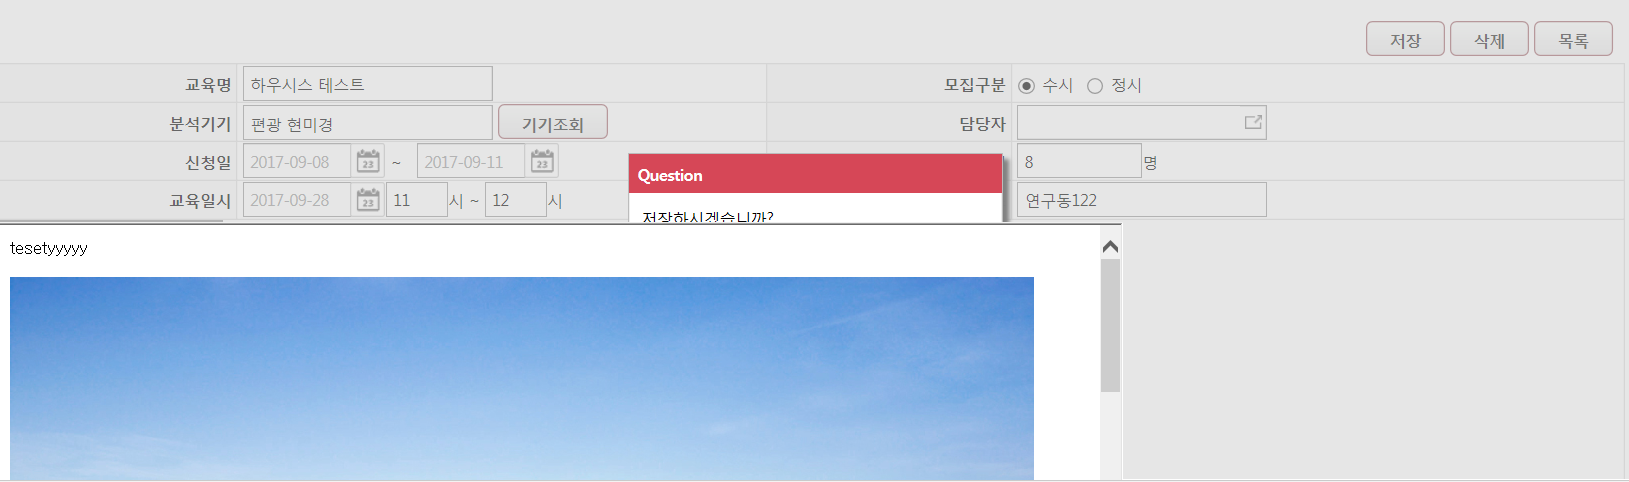 저장 삭제 목록
교육명 하우시스 테스트 모집구분 수시 정시
분석기기 편광 현미경 기기조회 담당자
신청일 2017-09-08 23 ~ 2017-09-11 23 8 명
Question
교육일시 2017-09-28 23 11 시 ~ 12 시 연구동122
저장하시겠습니까?
tesetyyyyy